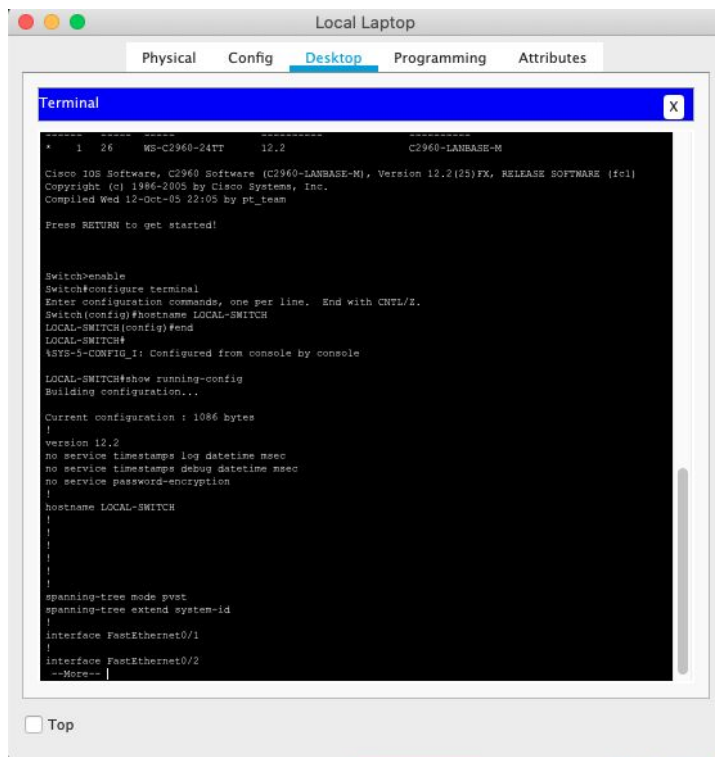 Local Laptop
Physical Config Desktop Programming Attributes
Terminal X
------ ----- ----- ---------- ----------
* 1 26 WS-C2960-24TT 12.2 C2960-LANBASE-M
Cisco IOS Software, C2960 Software (C2960-LANBASE-M), Version 12.2(25)FX, RELEASE SOFTWARE (fc1)
Copyright (c) 1986-2005 by Cisco Systems, Inc.
Compiled Wed 12-Oct-05 22:05 by pt_team
Press RETURN to get started!
Switch>enable
Switch#configure terminal
Enter configuration commands, one per line. End with CNTL/Z.
Switch(config)#hostname LOCAL-SWITCH
LOCAL-SWITCH(config)#end
LOCAL-SWITCH#
%SYS-5-CONFIG_I: Configured from console by console
LOCAL-SWITCH#show running-config
Building configuration...
Current configuration : 1086 bytes
!
version 12.2
no service timestamps log datetime msec
no service timestamps debug datetime msec
no service password-encryption
!
hostname LOCAL-SWITCH
!
!
!
!
!
!
spanning-tree mode pvst
spanning-tree extend system-id
!
interface FastEthernet0/1
!
interface FastEthernet0/2
--More--
Top